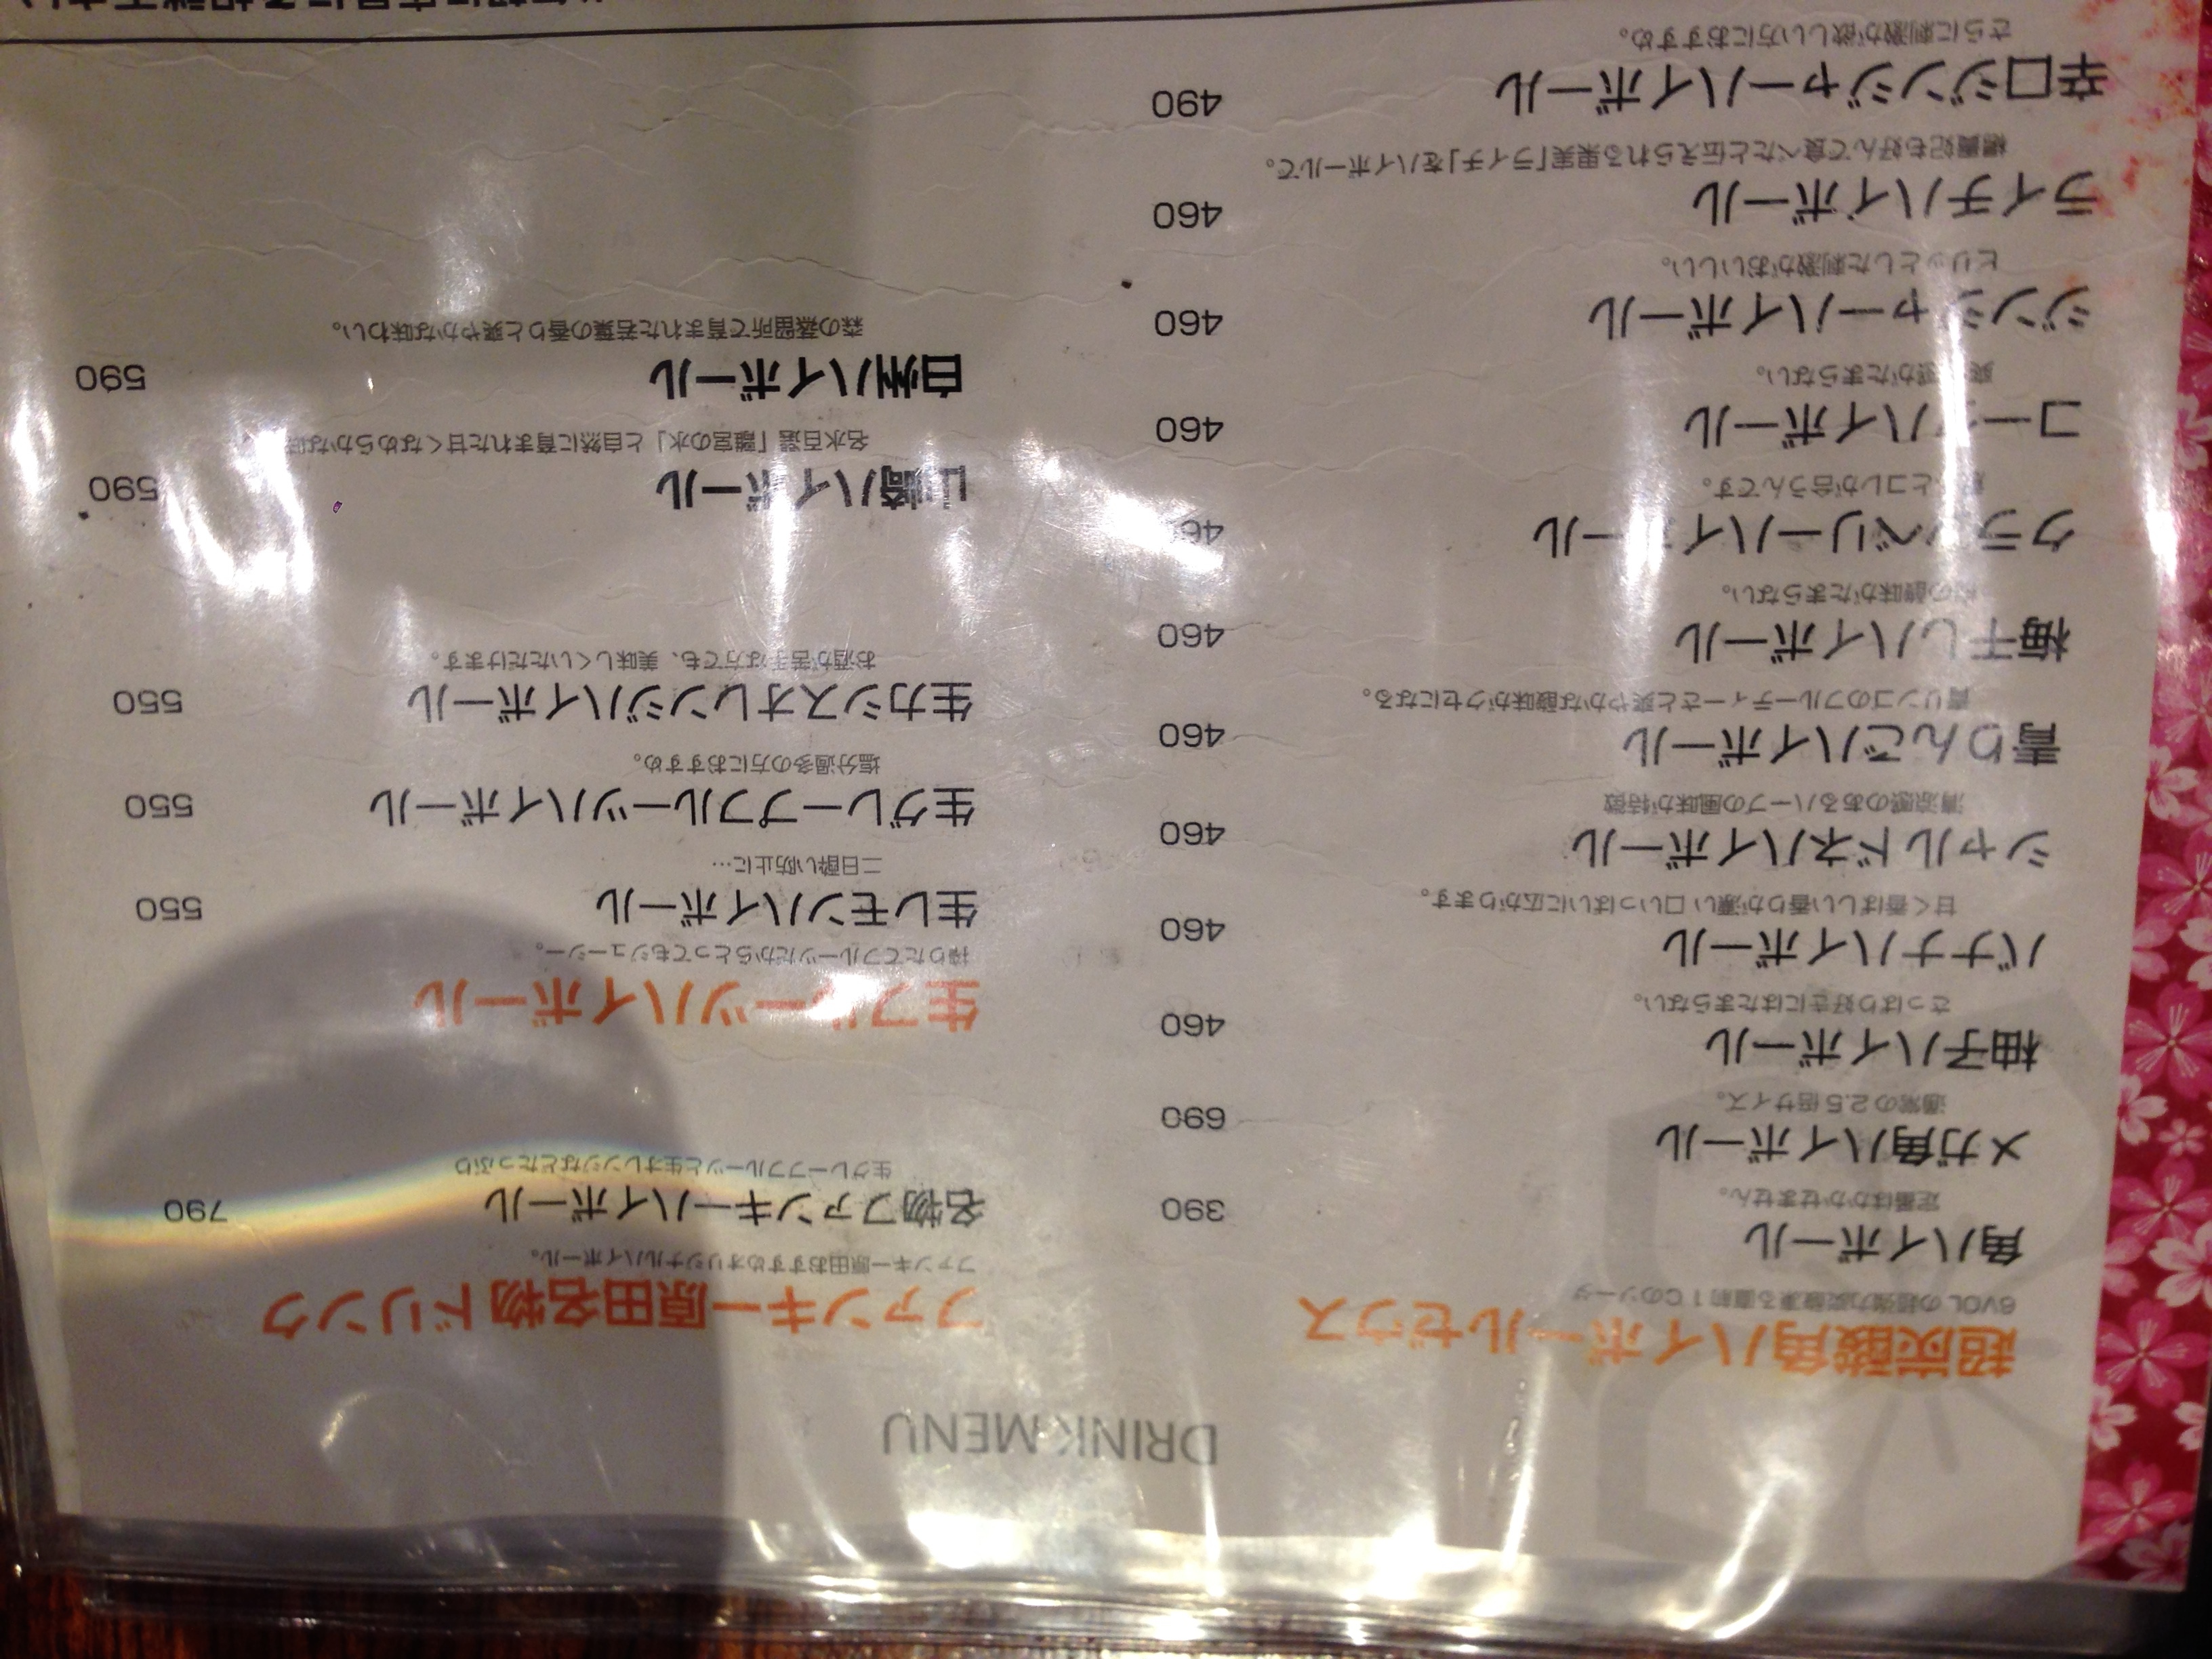 DRINK MENU
超炭酸角ハイボールゼウス
6VOLの超強力炭酸
角ハイボール 390
定番はかかせません。
メガ角ハイボール 690
通常の2.5倍サイズ。
柚子ハイボール 460
さっぱり好きにはたまらない。
バナナハイボール 460
甘く香ばしい香りが濃い口いっぱいに広がります。
シャルドネハイボール 460
清涼感のあるハーブの風味が特徴
青りんごハイボール 460
青リンゴのフルーティーさと爽やかな酸味がクセになる。
梅干しハイボール 460
の酸味がたまらない。
クランベリーハイボール 46
とコレが合うんです。
コーラハイボール 460
がたまらない。
ジンジャーハイボール 460
ピリッとした刺激がおいしい。
ライチハイボール 460
楊貴妃も好んで食べたと伝えられる果実「ライチ」をハイボールで。
辛口ジンジャーハイボール 490
さらに刺激が欲しい方におすすめ。
ファンキー原田名物ドリンク
ファンキー原田おすすめオリジナルハイボール。
名物ファンキーハイボール 790
生グレープフルーツと生オレンジなどたっぷり
生フルーツハイボール
搾りたてフルーツだからとってもジューシー。
生レモンハイボール 550
二日酔い防止に…
生グレープフルーツハイボール 550
塩分過多の方におすすめ。
生カシスオレンジハイボール 550
お酒が苦手な方でも、美味しくいただけます。
山崎ハイボール 590
名水百選「離宮の水」と自然に育まれた甘くなめらかな
白州ハイボール 590
森の蒸留所で育まれた若葉の香りと爽やかな味わい。